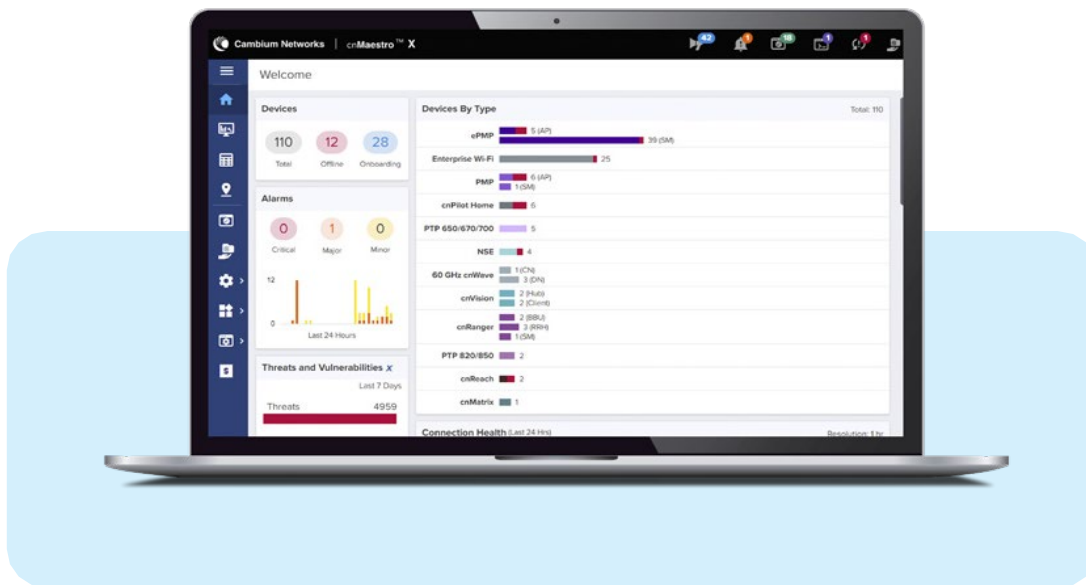 Cambium Networks | cnMaestro™ X
42
1
18
1
1
Welcome
Devices
110
12
28
Total
Offline
Onboarding
Alarms
0
1
0
Critical
Major
Minor
12
0
Last 24 Hours
Threats and Vulnerabilities X
Last 7 Days
Threats 4959
Devices By Type
Total: 110
ePMP
5 (AP)
39 (SM)
Enterprise Wi-Fi
25
PMP
6 (AP)
1 (SM)
cnPilot Home
6
PTP 650/670/700
5
NSE
4
60 GHz cnWave
1 (CN)
3 (DN)
cnVision
2 (Hub)
2 (Client)
cnRanger
2 (BBU)
3 (RRH)
1 (SM)
PTP 820/850
2
cnReach
2
cnMatrix
1
Connection Health (Last 24 Hrs)
Resolution: 1 hr